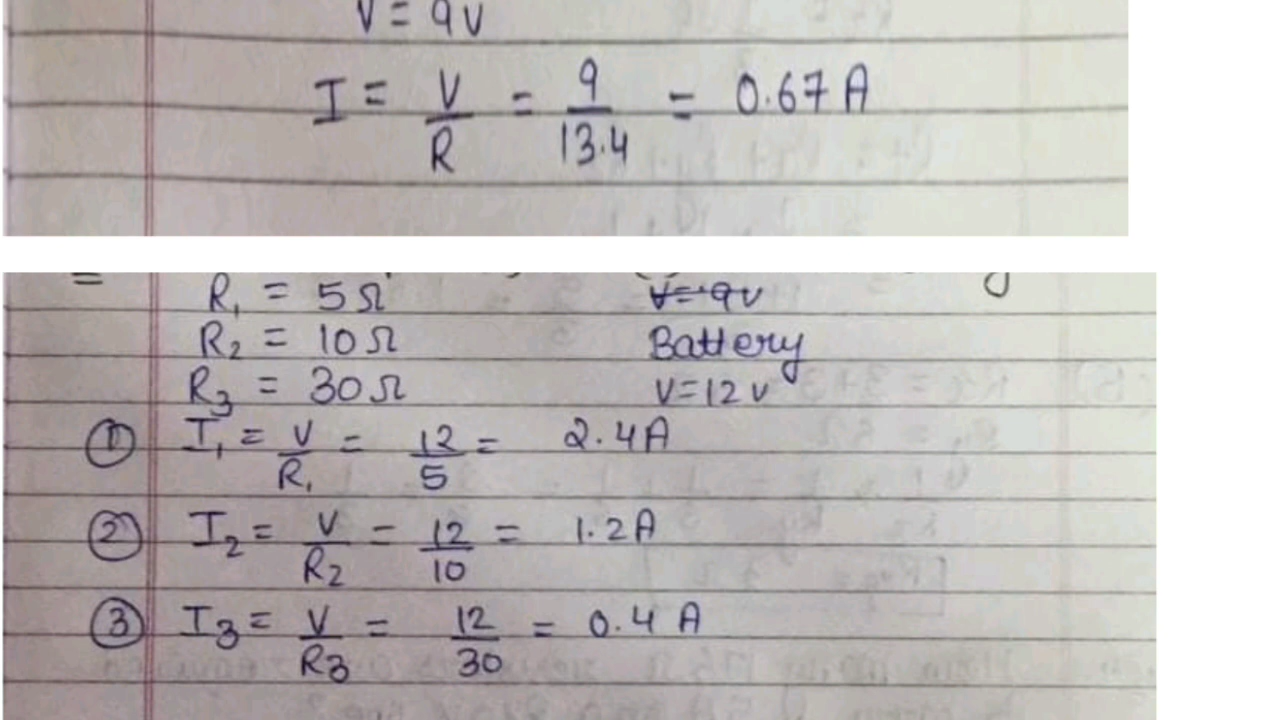 V = 9V
I = V/R = 9/13.4 = 0.67 A
R₁ = 5Ω V=9V
R₂ = 10Ω Battery
R₃ = 30Ω V=12V
① I₁ = V/R₁ = 12/5 = 2.4A
② I₂ = V/R₂ = 12/10 = 1.2A
③ I₃ = V/R₃ = 12/30 = 0.4 A